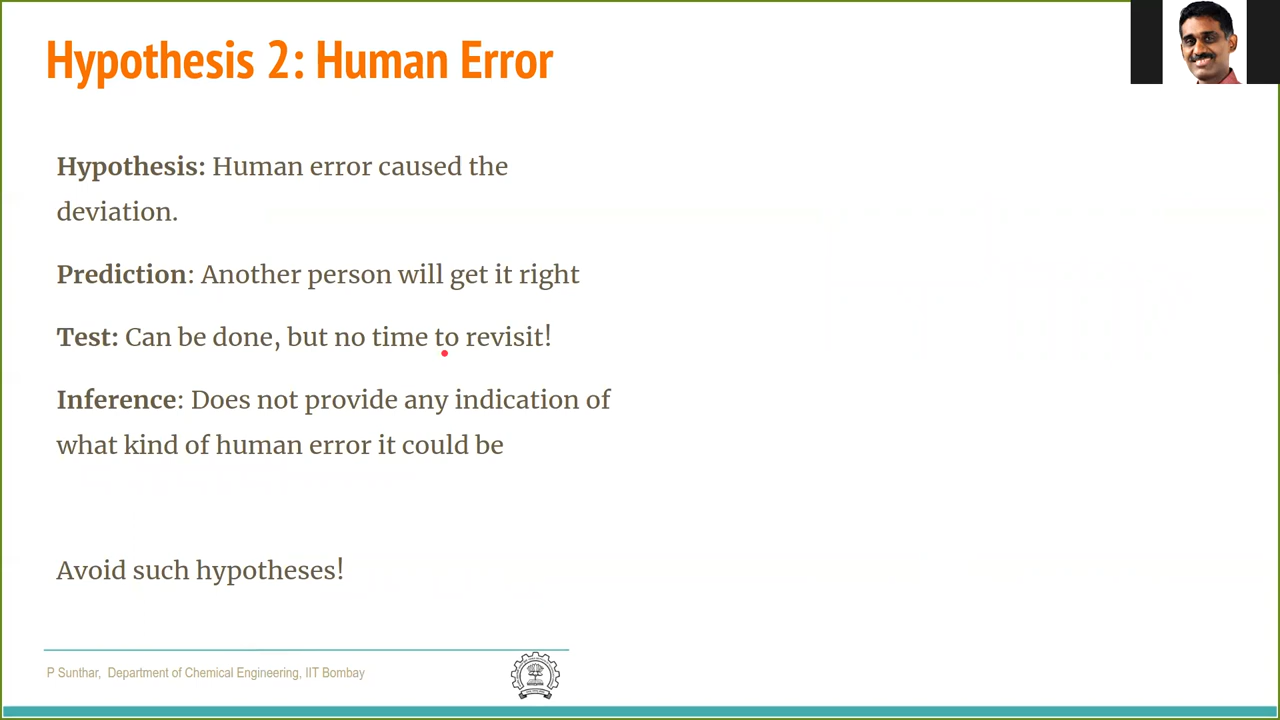 Hypothesis 2: Human Error
Hypothesis: Human error caused the
deviation.
Prediction: Another person will get it right
Test: Can be done, but no time to revisit!
Inference: Does not provide any indication of
what kind of human error it could be
Avoid such hypotheses!
P Sunthar, Department of Chemical Engineering, IIT Bombay